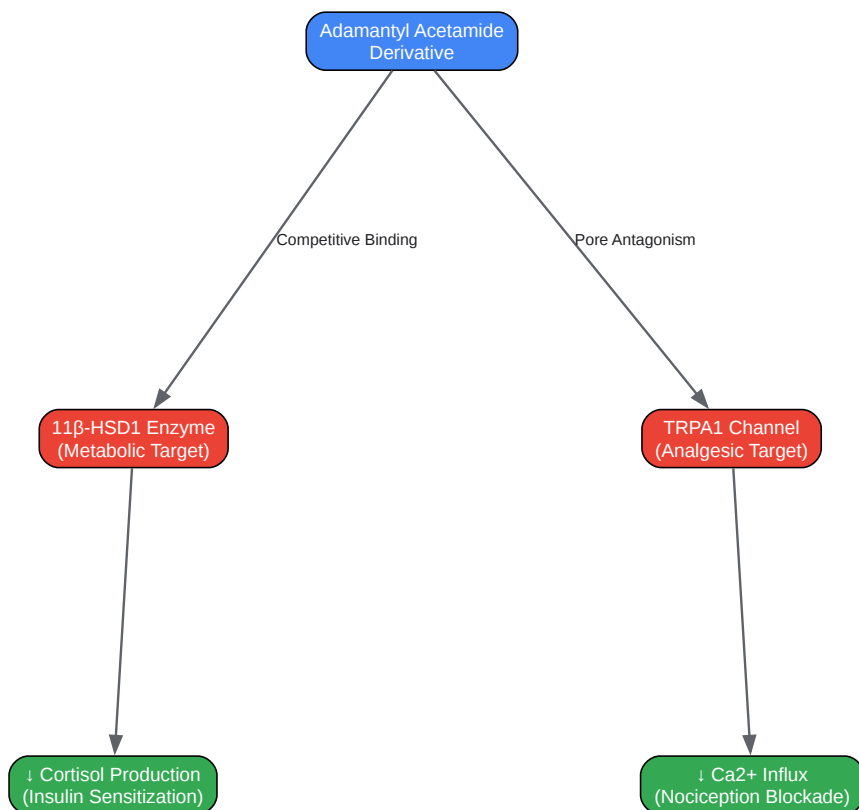 Adamantyl Acetamide
Derivative
Competitive Binding
Pore Antagonism
11β-HSD1 Enzyme
(Metabolic Target)
TRPA1 Channel
(Analgesic Target)
↓ Cortisol Production
(Insulin Sensitization)
↓ Ca2+ Influx
(Nociception Blockade)